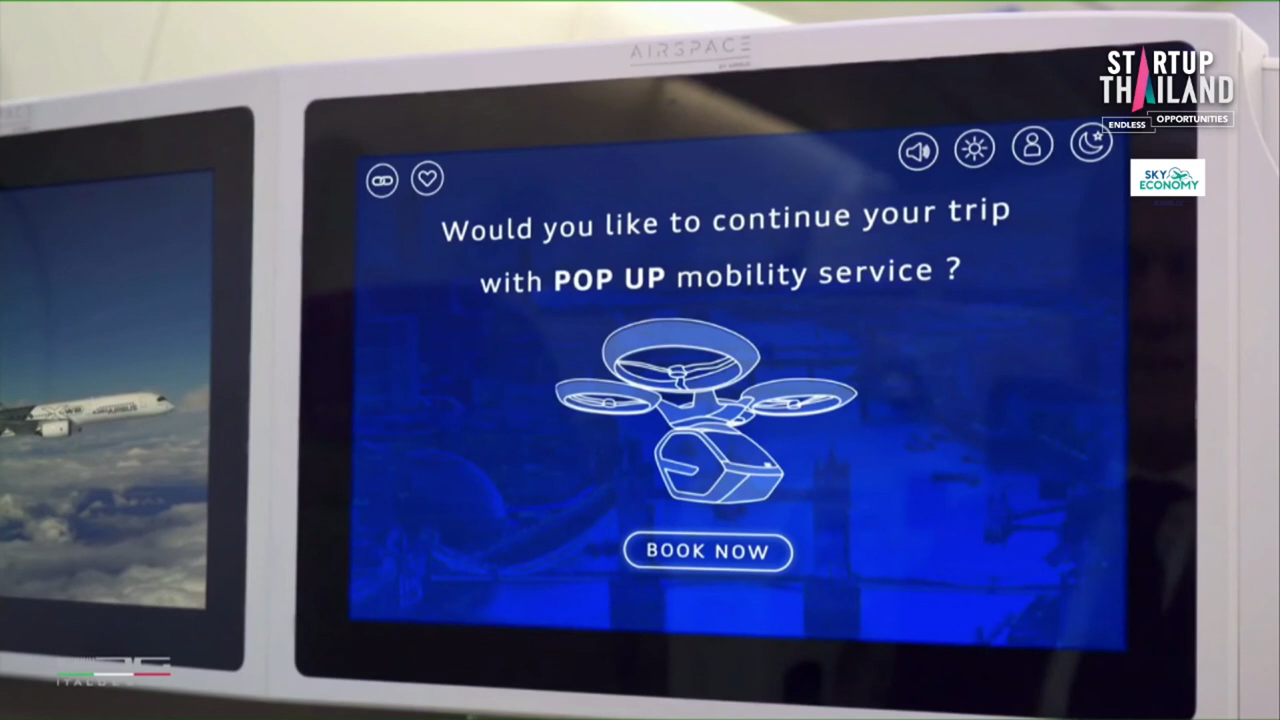 AIRSPACE
STARTUP
THAILAND
ENDLESS OPPORTUNITIES
SKY
ECONOMY
Would you like to continue your trip
with POP UP mobility service ?
BOOK NOW